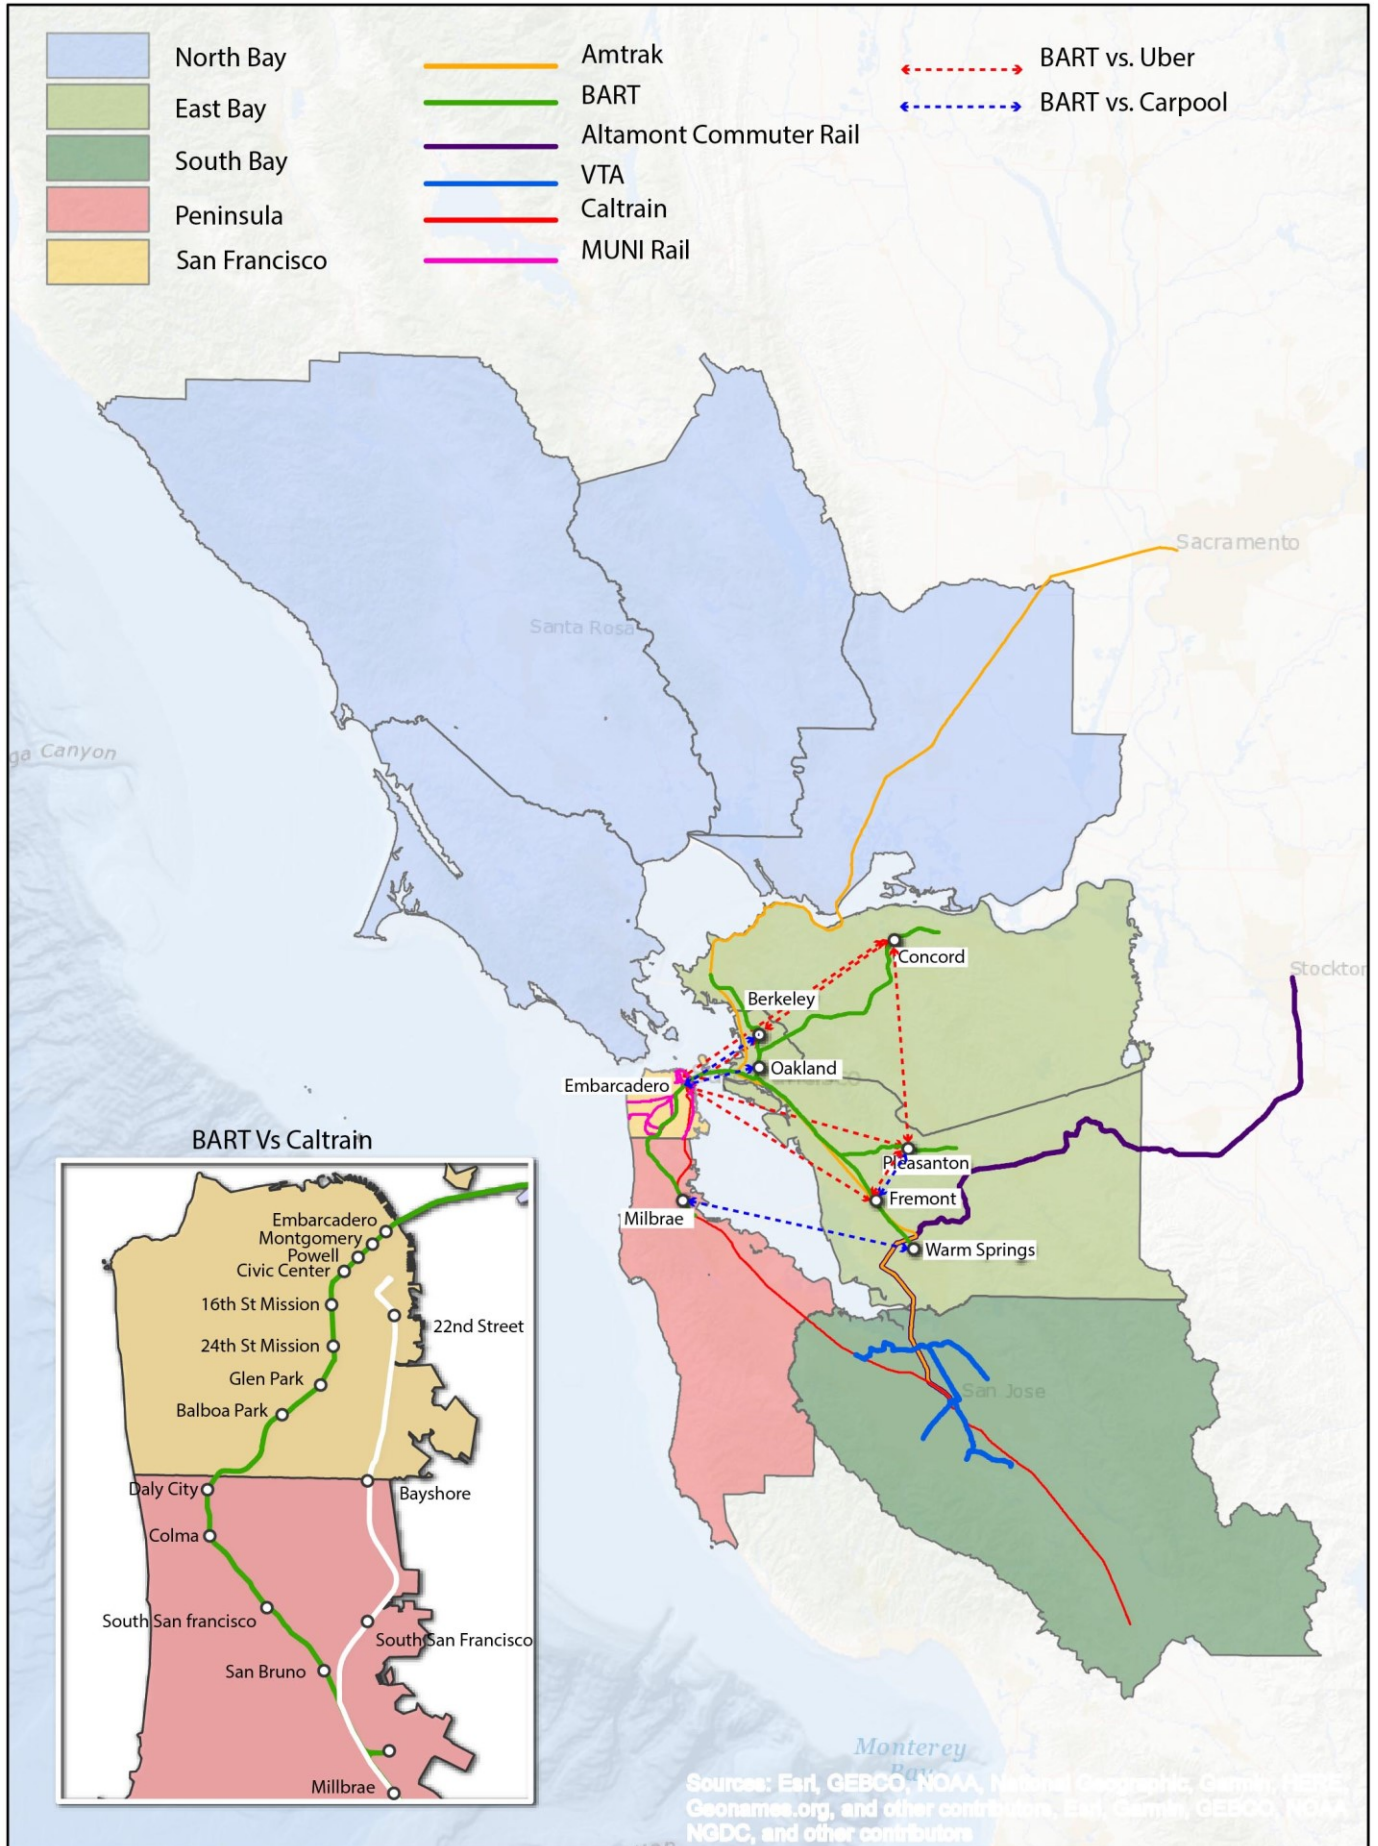 North Bay
East Bay
South Bay
Peninsula
San Francisco
Amtrak
BART
Altamont Commuter Rail
VTA
Caltrain
MUNI Rail
BART vs. Uber
BART vs. Carpool
Sacramento
Santa Rosa
ga Canyon
Concord
Stockton
Berkeley
Oakland
Embarcadero
Pleasanton
Fremont
Milbrae
Warm Springs
San Jose
BART Vs Caltrain
Embarcadero
Montgomery
Powell
Civic Center
16th St Mission
22nd Street
24th St Mission
Glen Park
Balboa Park
Daly City
Bayshore
Colma
South San francisco
South San Francisco
San Bruno
Millbrae
Monterey
Bay
Sources: Esri, GEBCO, NOAA, National Geographic, Garmin, HERE,
Geonames.org, and other contributors, Esri, Garmin, GEBCO, NOAA
NGDC, and other contributors